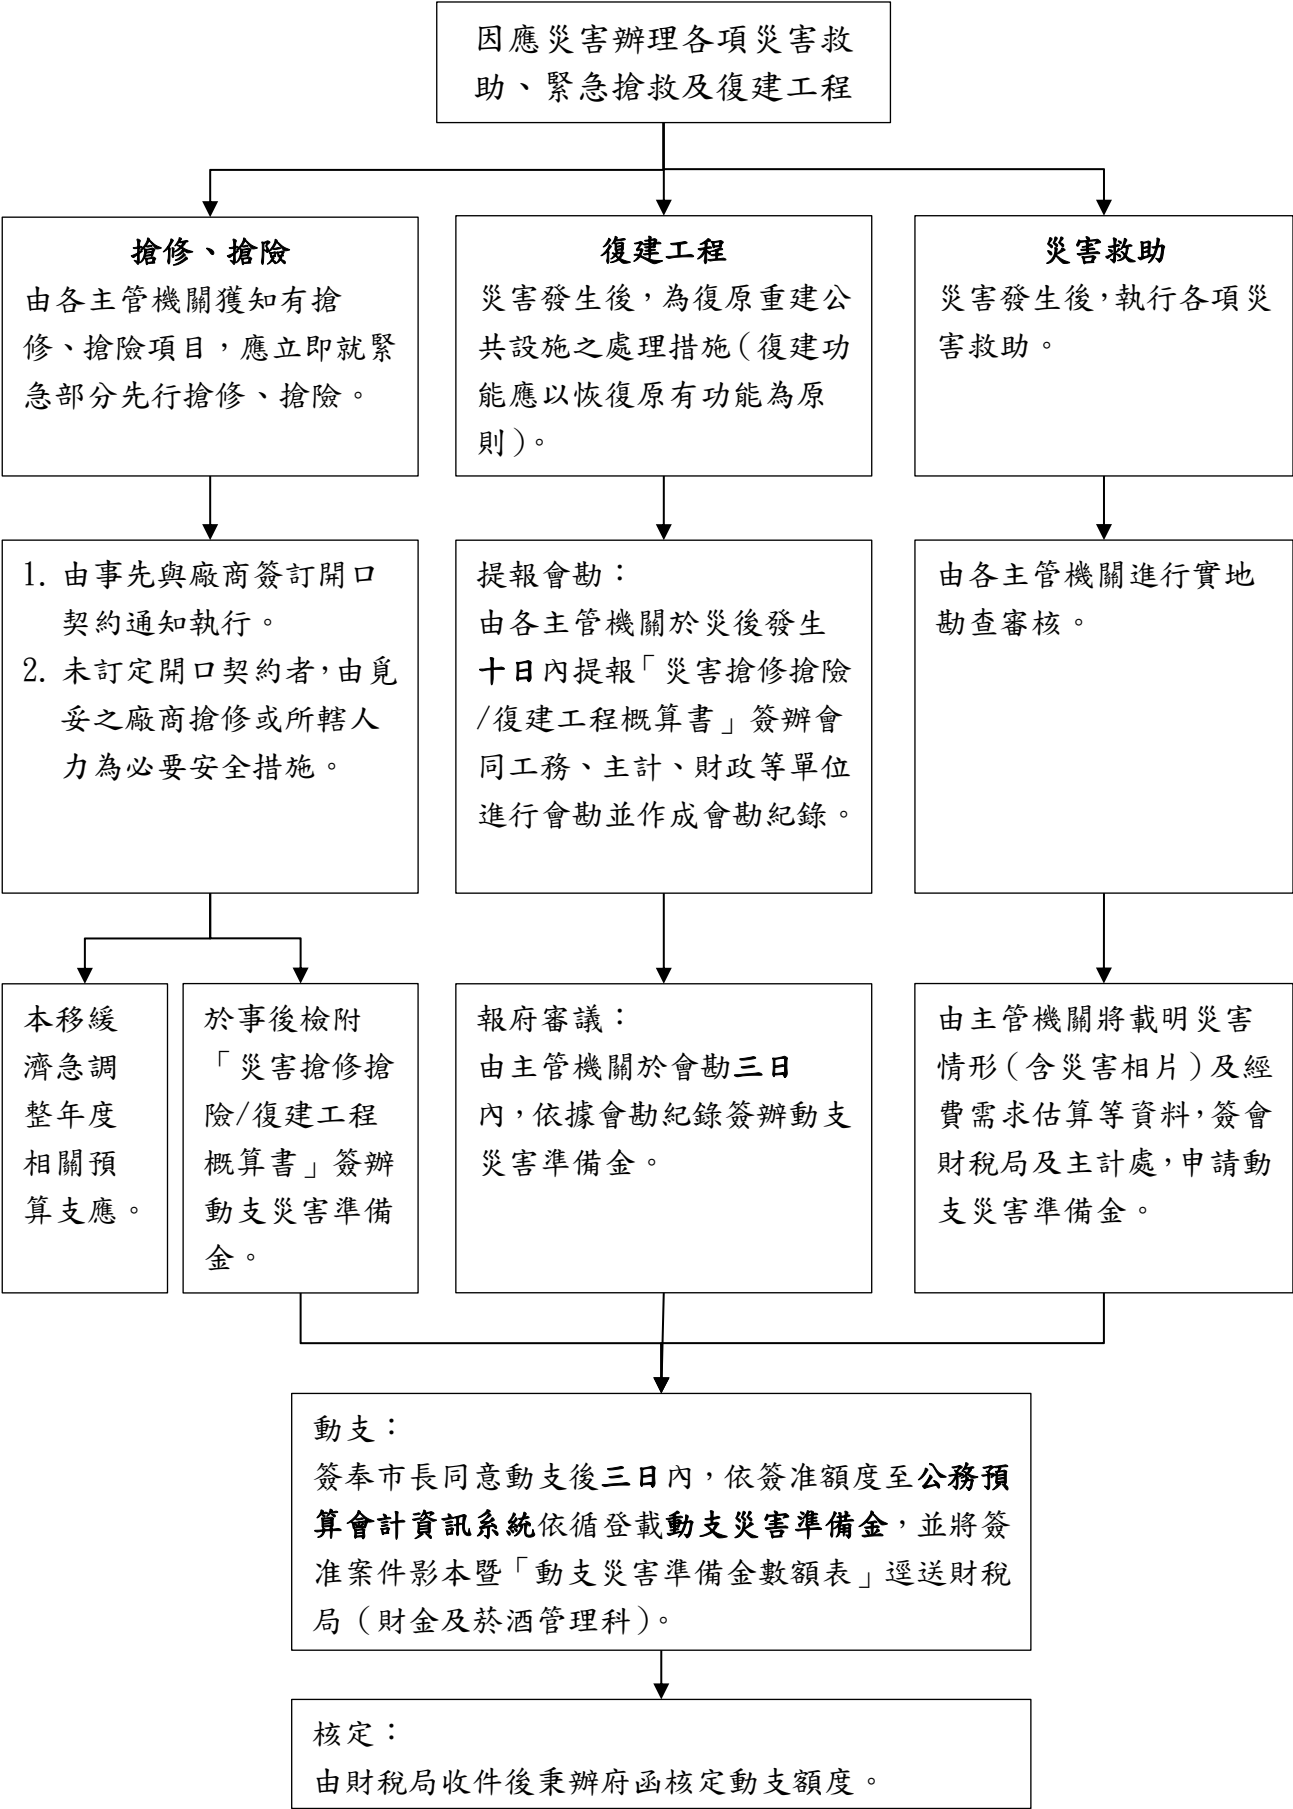 因應災害辦理各項災害救
助、緊急搶救及復建工程
搶修、搶險
由各主管機關獲知有搶
修、搶險項目，應立即就緊
急部分先行搶修、搶險。
復建工程
災害發生後，為復原重建公
共設施之處理措施（復建功
能應以恢復原有功能為原
則）。
災害救助
災害發生後，執行各項災
害救助。
1. 由事先與廠商簽訂開口
契約通知執行。
2. 未訂定開口契約者，由覓
妥之廠商搶修或所轄人
力為必要安全措施。
提報會勘：
由各主管機關於災後發生
十日內提報「災害搶修搶險
/復建工程概算書」簽辦會
同工務、主計、財政等單位
進行會勘並作成會勘紀錄。
由各主管機關進行實地
勘查審核。
本移緩
濟急調
整年度
相關預
算支應。
於事後檢附
「災害搶修搶
險/復建工程
概算書」簽辦
動支災害準備
金。
報府審議：
由主管機關於會勘三日
內，依據會勘紀錄簽辦動支
災害準備金。
由主管機關將載明災害
情形（含災害相片）及經
費需求估算等資料，簽會
財稅局及主計處，申請動
支災害準備金。
動支：
簽奉市長同意動支後三日內，依簽准額度至公務預
算會計資訊系統依循登載動支災害準備金，並將簽
准案件影本暨「動支災害準備金數額表」逕送財稅
局（財金及菸酒管理科）。
核定：
由財稅局收件後秉辦府函核定動支額度。